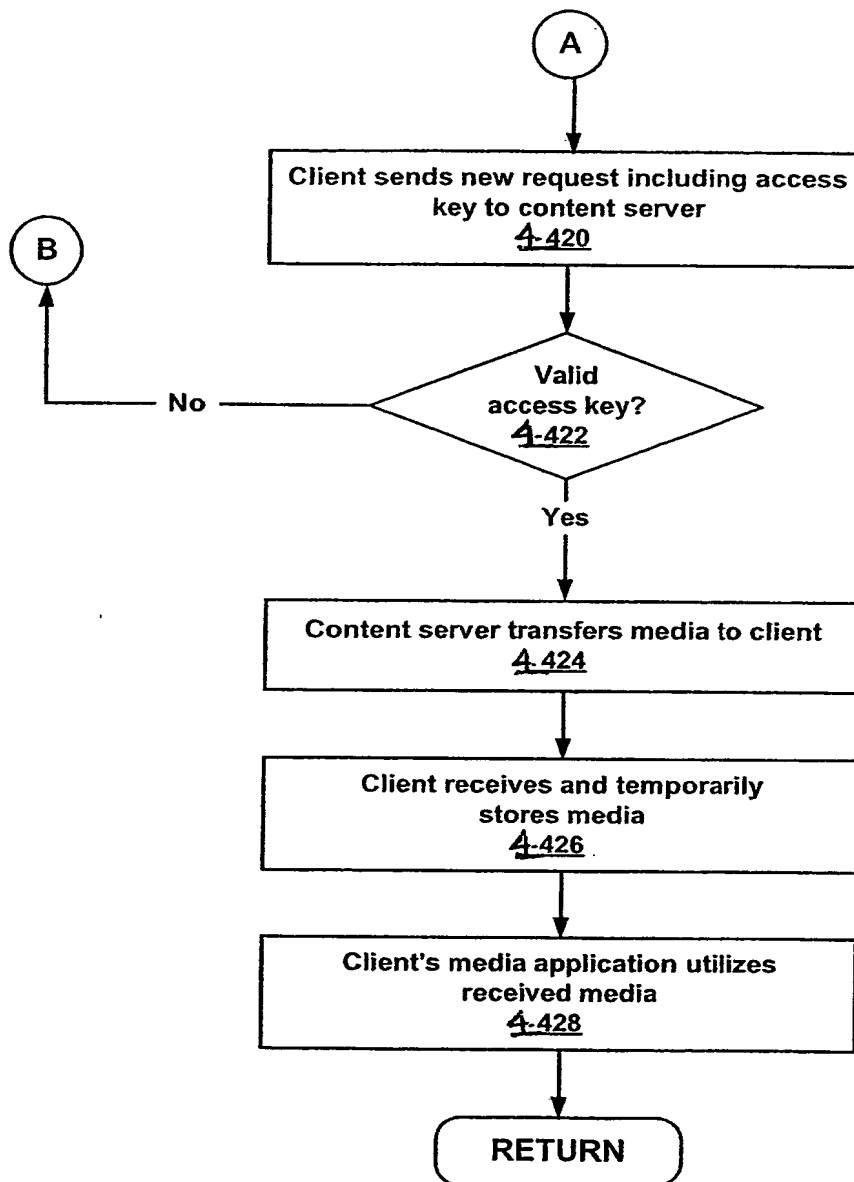 A
Client sends new request including access
key to content server
4-420
B
Valid
access key?
4-422
No
Yes
Content server transfers media to client
4-424
Client receives and temporarily
stores media
4-426
Client's media application utilizes
received media
4-428
RETURN